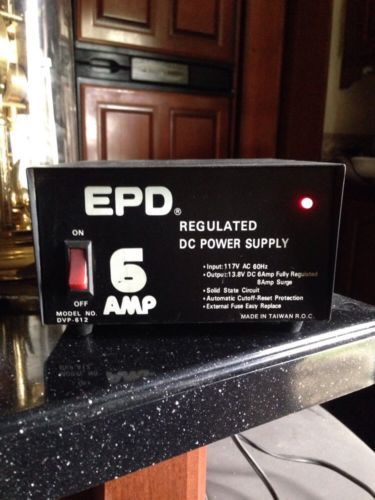 EPD®
REGULATED
DC POWER SUPPLY
ON
OFF
6
AMP
MODEL NO.
DVP-612
•Input:117V AC 60Hz
•Output:13.8V DC 6Amp Fully Regulated
8Amp Surge
•Solid State Circuit
•Automatic Cutoff-Reset Protection
•External Fuse Easy Replace
MADE IN TAIWAN R.O.C.